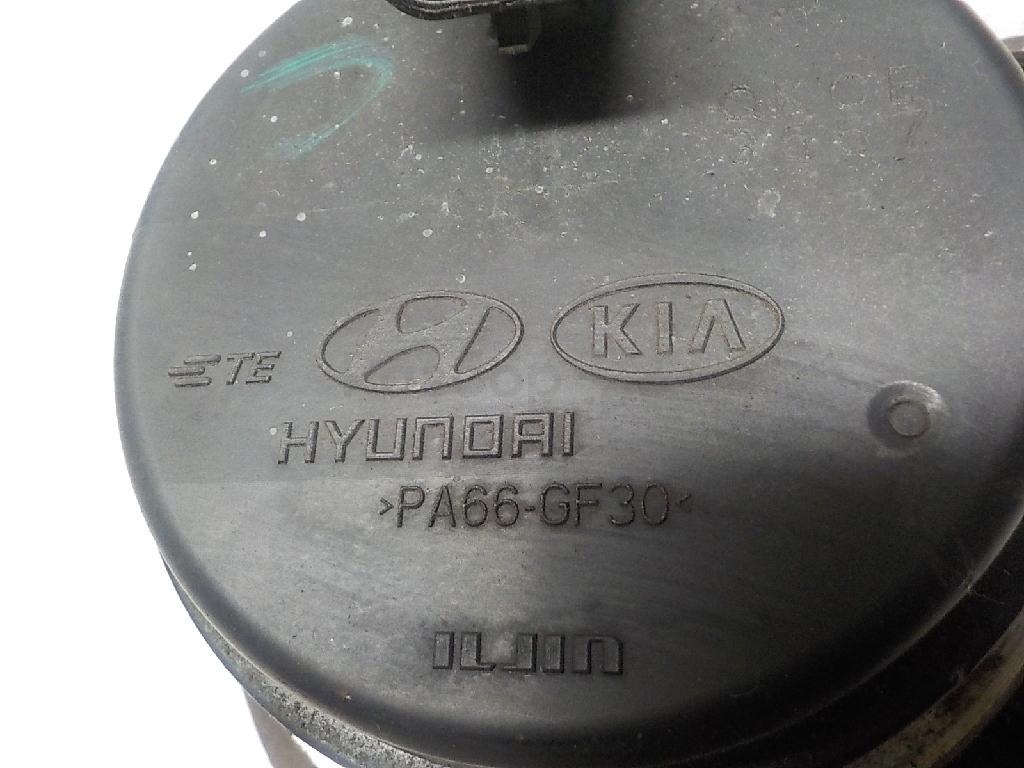 KIA
TE
HYUNDAI
>PA66-GF30<
ILJIN